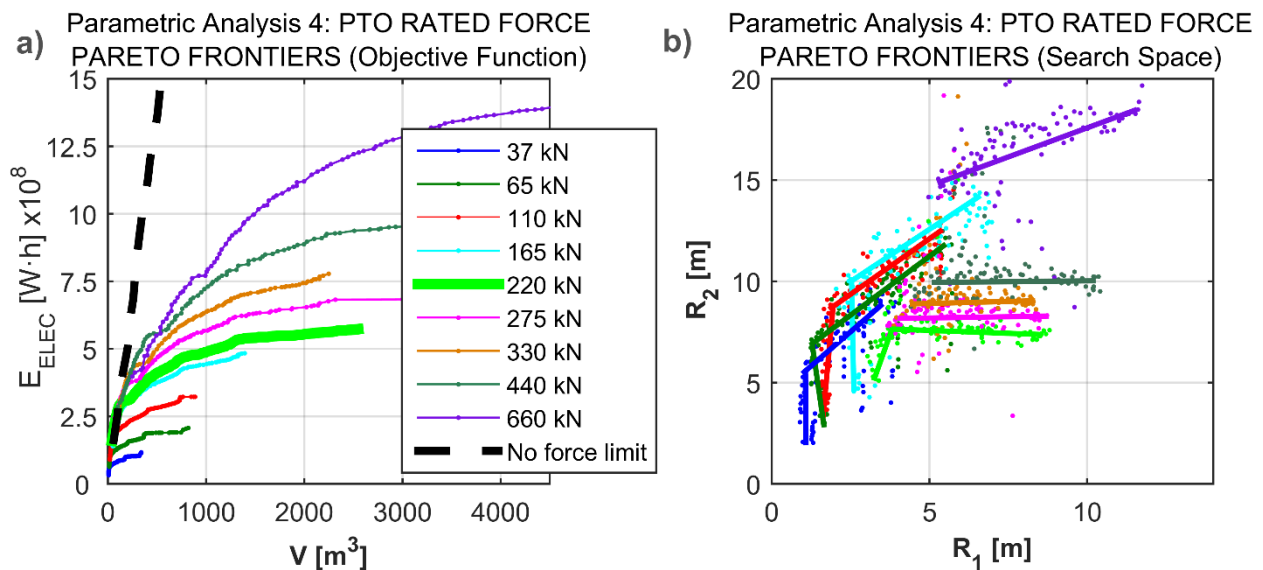 a)
Parametric Analysis 4: PTO RATED FORCE
PARETO FRONTIERS (Objective Function)
E_ELEC [W·h] x10^8
15
12.5
10
7.5
5
2.5
0
0 1000 2000 3000 4000
V [m^3]
37 kN
65 kN
110 kN
165 kN
220 kN
275 kN
330 kN
440 kN
660 kN
No force limit
b)
Parametric Analysis 4: PTO RATED FORCE
PARETO FRONTIERS (Search Space)
R_2 [m]
20
15
10
5
0
0 5 10
R_1 [m]